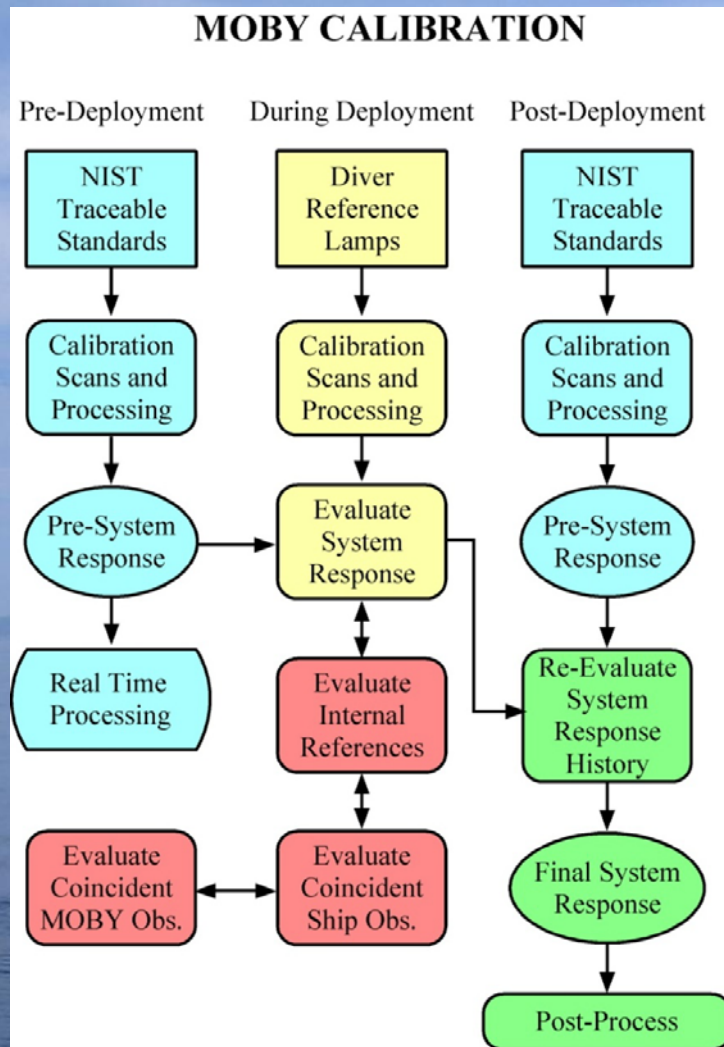 MOBY CALIBRATION
Pre-Deployment
During Deployment
Post-Deployment
NIST
Traceable
Standards
Diver
Reference
Lamps
NIST
Traceable
Standards
Calibration
Scans and
Processing
Calibration
Scans and
Processing
Calibration
Scans and
Processing
Pre-System
Response
Evaluate
System
Response
Pre-System
Response
Real Time
Processing
Evaluate
Internal
References
Re-Evaluate
System
Response
History
Evaluate
Coincident
MOBY Obs.
Evaluate
Coincident
Ship Obs.
Final System
Response
Post-Process